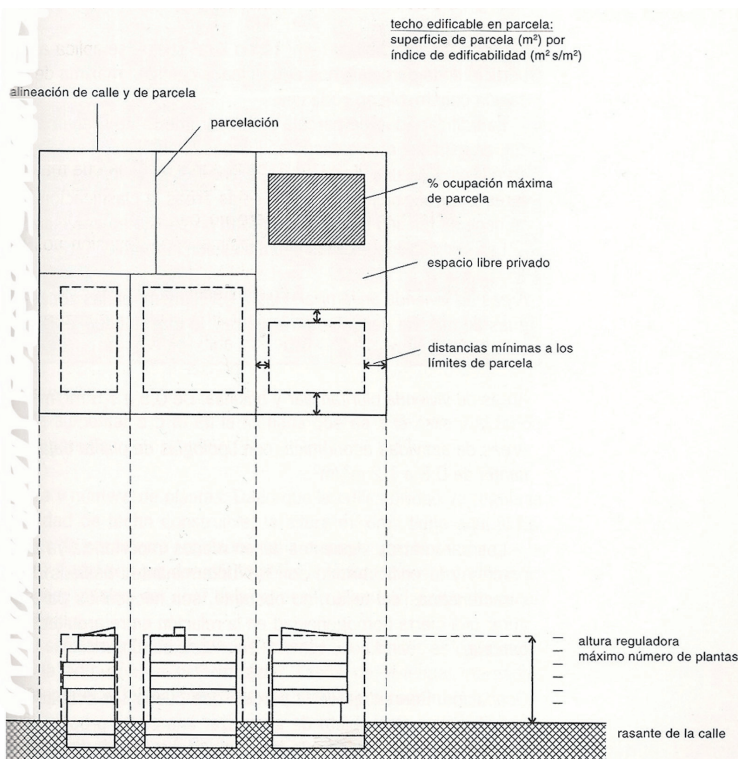 techo edificable en parcela:
superficie de parcela (m²) por
índice de edificabilidad (m² s/m²)
alineación de calle y de parcela
parcelación
% ocupación máxima
de parcela
espacio libre privado
distancias mínimas a los
límites de parcela
altura reguladora
máximo número de plantas
rasante de la calle